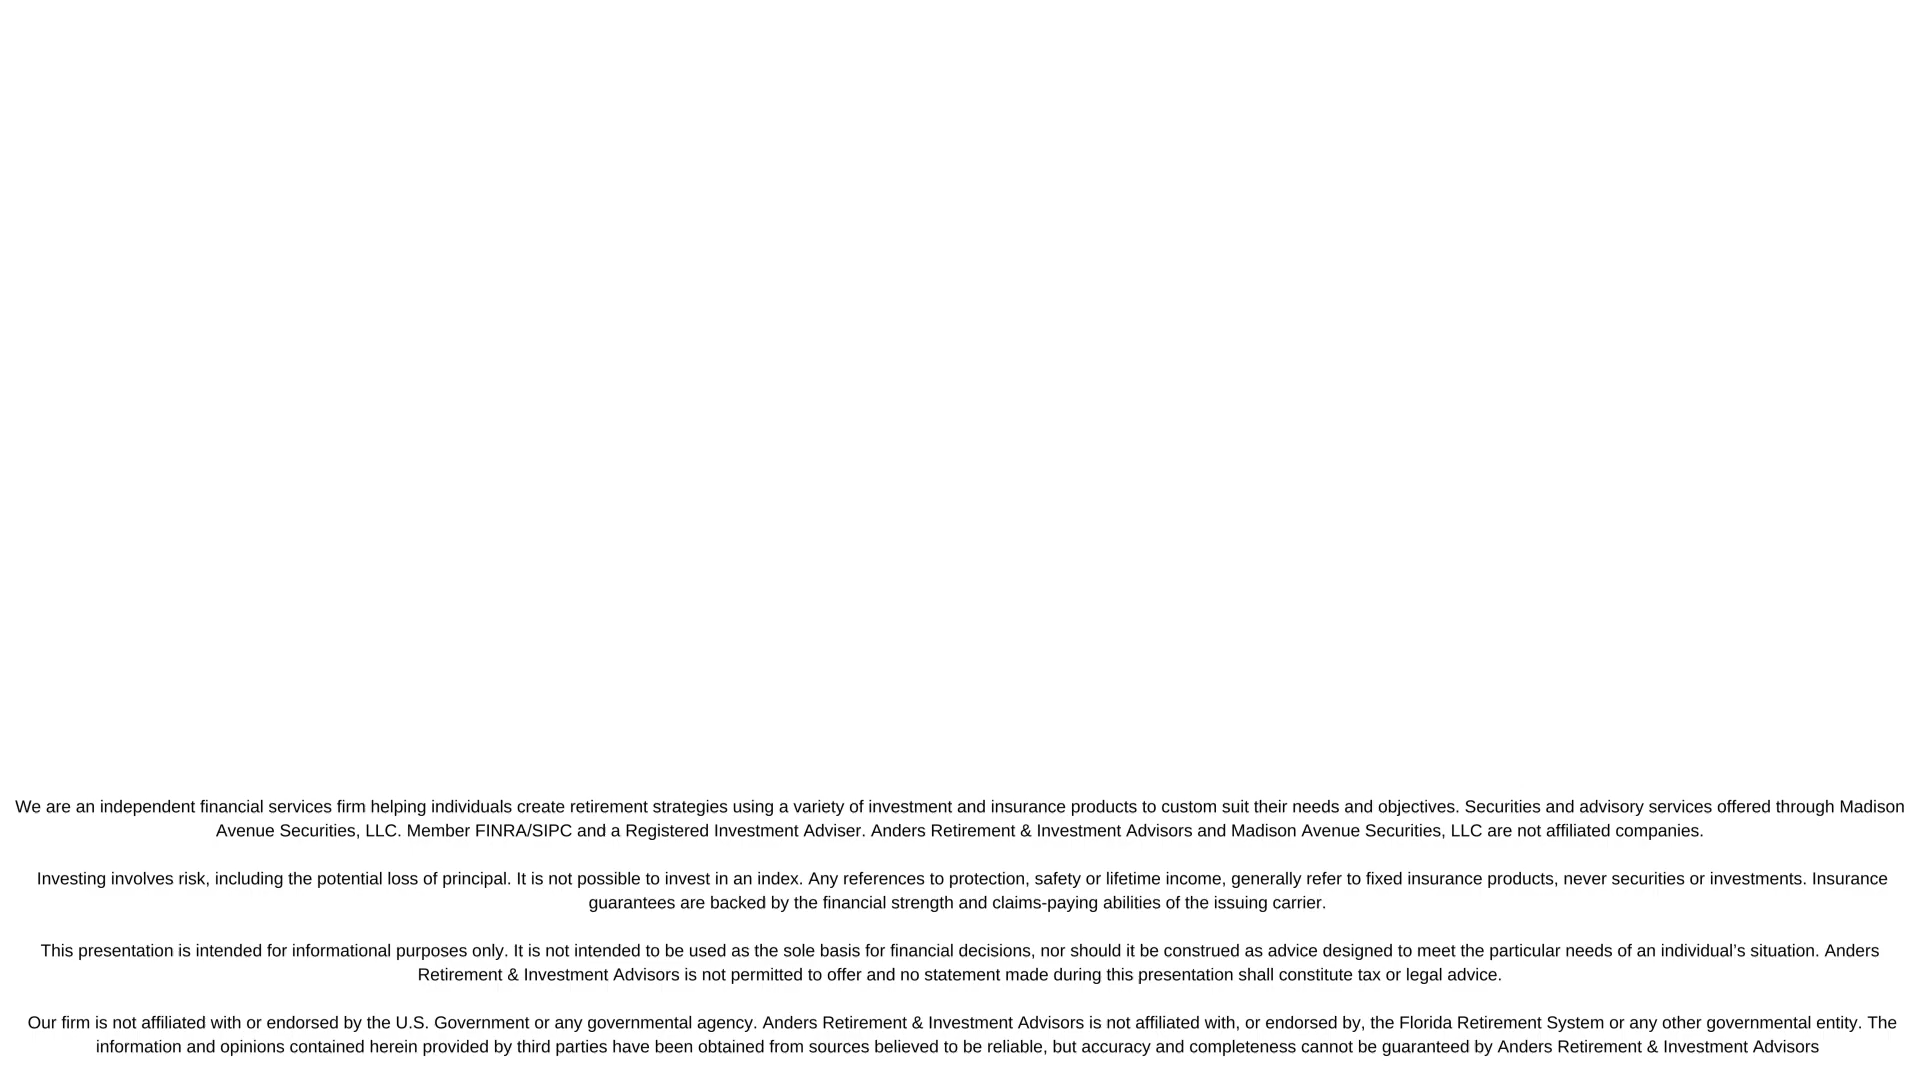 We are an independent financial services firm helping individuals create retirement strategies using a variety of investment and insurance products to custom suit their needs and objectives. Securities and advisory services offered through Madison
Avenue Securities, LLC. Member FINRA/SIPC and a Registered Investment Adviser. Anders Retirement & Investment Advisors and Madison Avenue Securities, LLC are not affiliated companies.
Investing involves risk, including the potential loss of principal. It is not possible to invest in an index. Any references to protection, safety or lifetime income, generally refer to fixed insurance products, never securities or investments. Insurance
guarantees are backed by the financial strength and claims-paying abilities of the issuing carrier.
This presentation is intended for informational purposes only. It is not intended to be used as the sole basis for financial decisions, nor should it be construed as advice designed to meet the particular needs of an individual’s situation. Anders
Retirement & Investment Advisors is not permitted to offer and no statement made during this presentation shall constitute tax or legal advice.
Our firm is not affiliated with or endorsed by the U.S. Government or any governmental agency. Anders Retirement & Investment Advisors is not affiliated with, or endorsed by, the Florida Retirement System or any other governmental entity. The
information and opinions contained herein provided by third parties have been obtained from sources believed to be reliable, but accuracy and completeness cannot be guaranteed by Anders Retirement & Investment Advisors